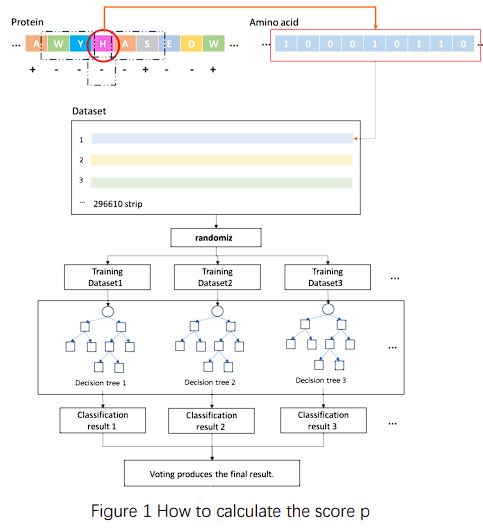 Protein Amino acid
... A W Y H A S E D W ... ... 1 0 0 0 1 0 1 1 0 ...
+ - - - - + - - +
Dataset
1
2
3
... 296610 strip
randomiz
Training Dataset1
Training Dataset2
Training Dataset3
...
Decision tree 1
Decision tree 2
Decision tree 3
...
Classification result 1
Classification result 2
Classification result 3
...
Voting produces the final result.
Figure 1 How to calculate the score p